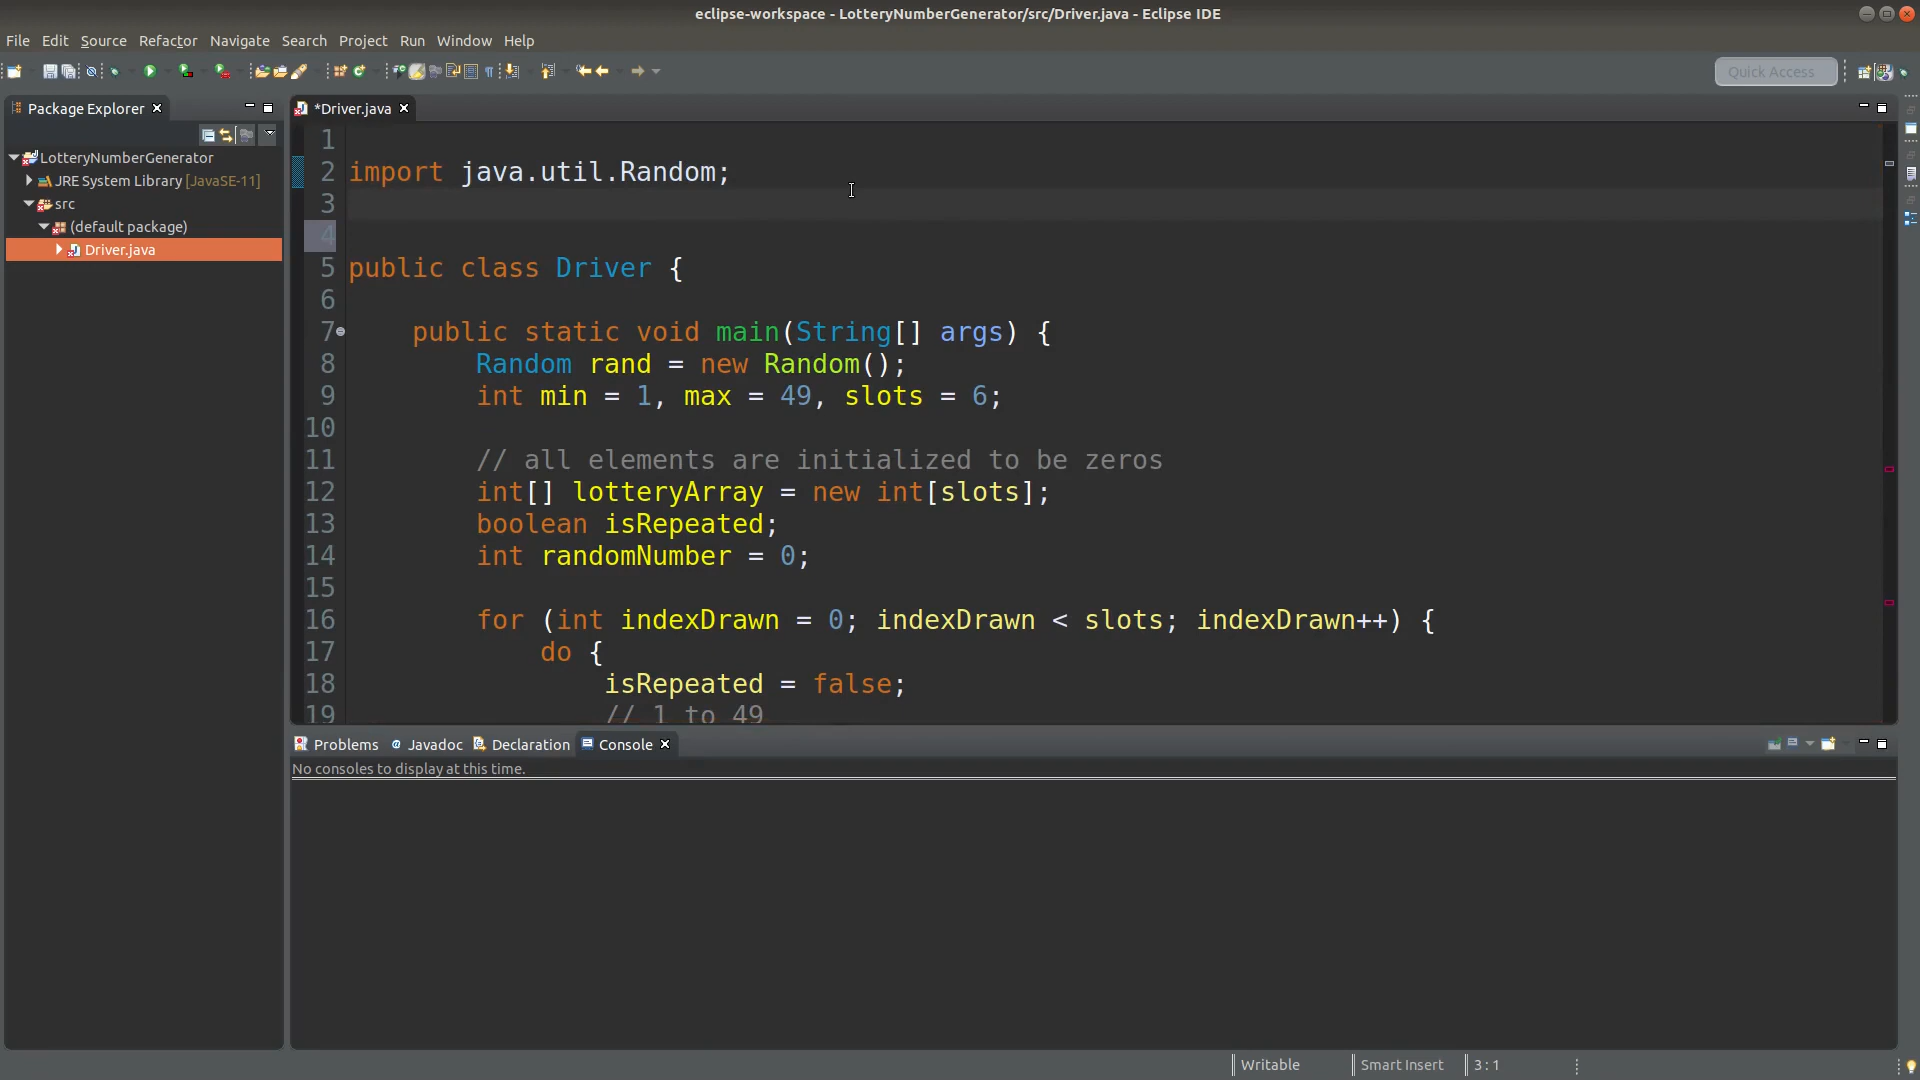 eclipse-workspace - LotteryNumberGenerator/src/Driver.java - Eclipse IDE
File Edit Source Refactor Navigate Search Project Run Window Help
Quick Access
Package Explorer
LotteryNumberGenerator
JRE System Library [JavaSE-11]
src
(default package)
Driver.java
*Driver.java
1
2 import java.util.Random;
3
4
5 public class Driver {
6
7 public static void main(String[] args) {
8 Random rand = new Random();
9 int min = 1, max = 49, slots = 6;
10
11 // all elements are initialized to be zeros
12 int[] lotteryArray = new int[slots];
13 boolean isRepeated;
14 int randomNumber = 0;
15
16 for (int indexDrawn = 0; indexDrawn < slots; indexDrawn++) {
17 do {
18 isRepeated = false;
19 // 1 to 49
Problems Javadoc Declaration Console
No consoles to display at this time.
Writable Smart Insert 3 : 1